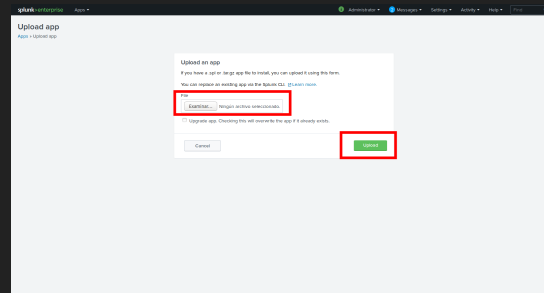 splunk>enterprise Apps Administrator Messages Settings Activity Help Find
Upload app
Apps » Upload app
Upload an app
If you have a .spl or .tar.gz app file to install, you can upload it using this form.
You can replace an existing app via the Splunk CLI. Learn more.
File
Examinar... Ningún archivo seleccionado.
Upgrade app. Checking this will overwrite the app if it already exists.
Cancel Upload